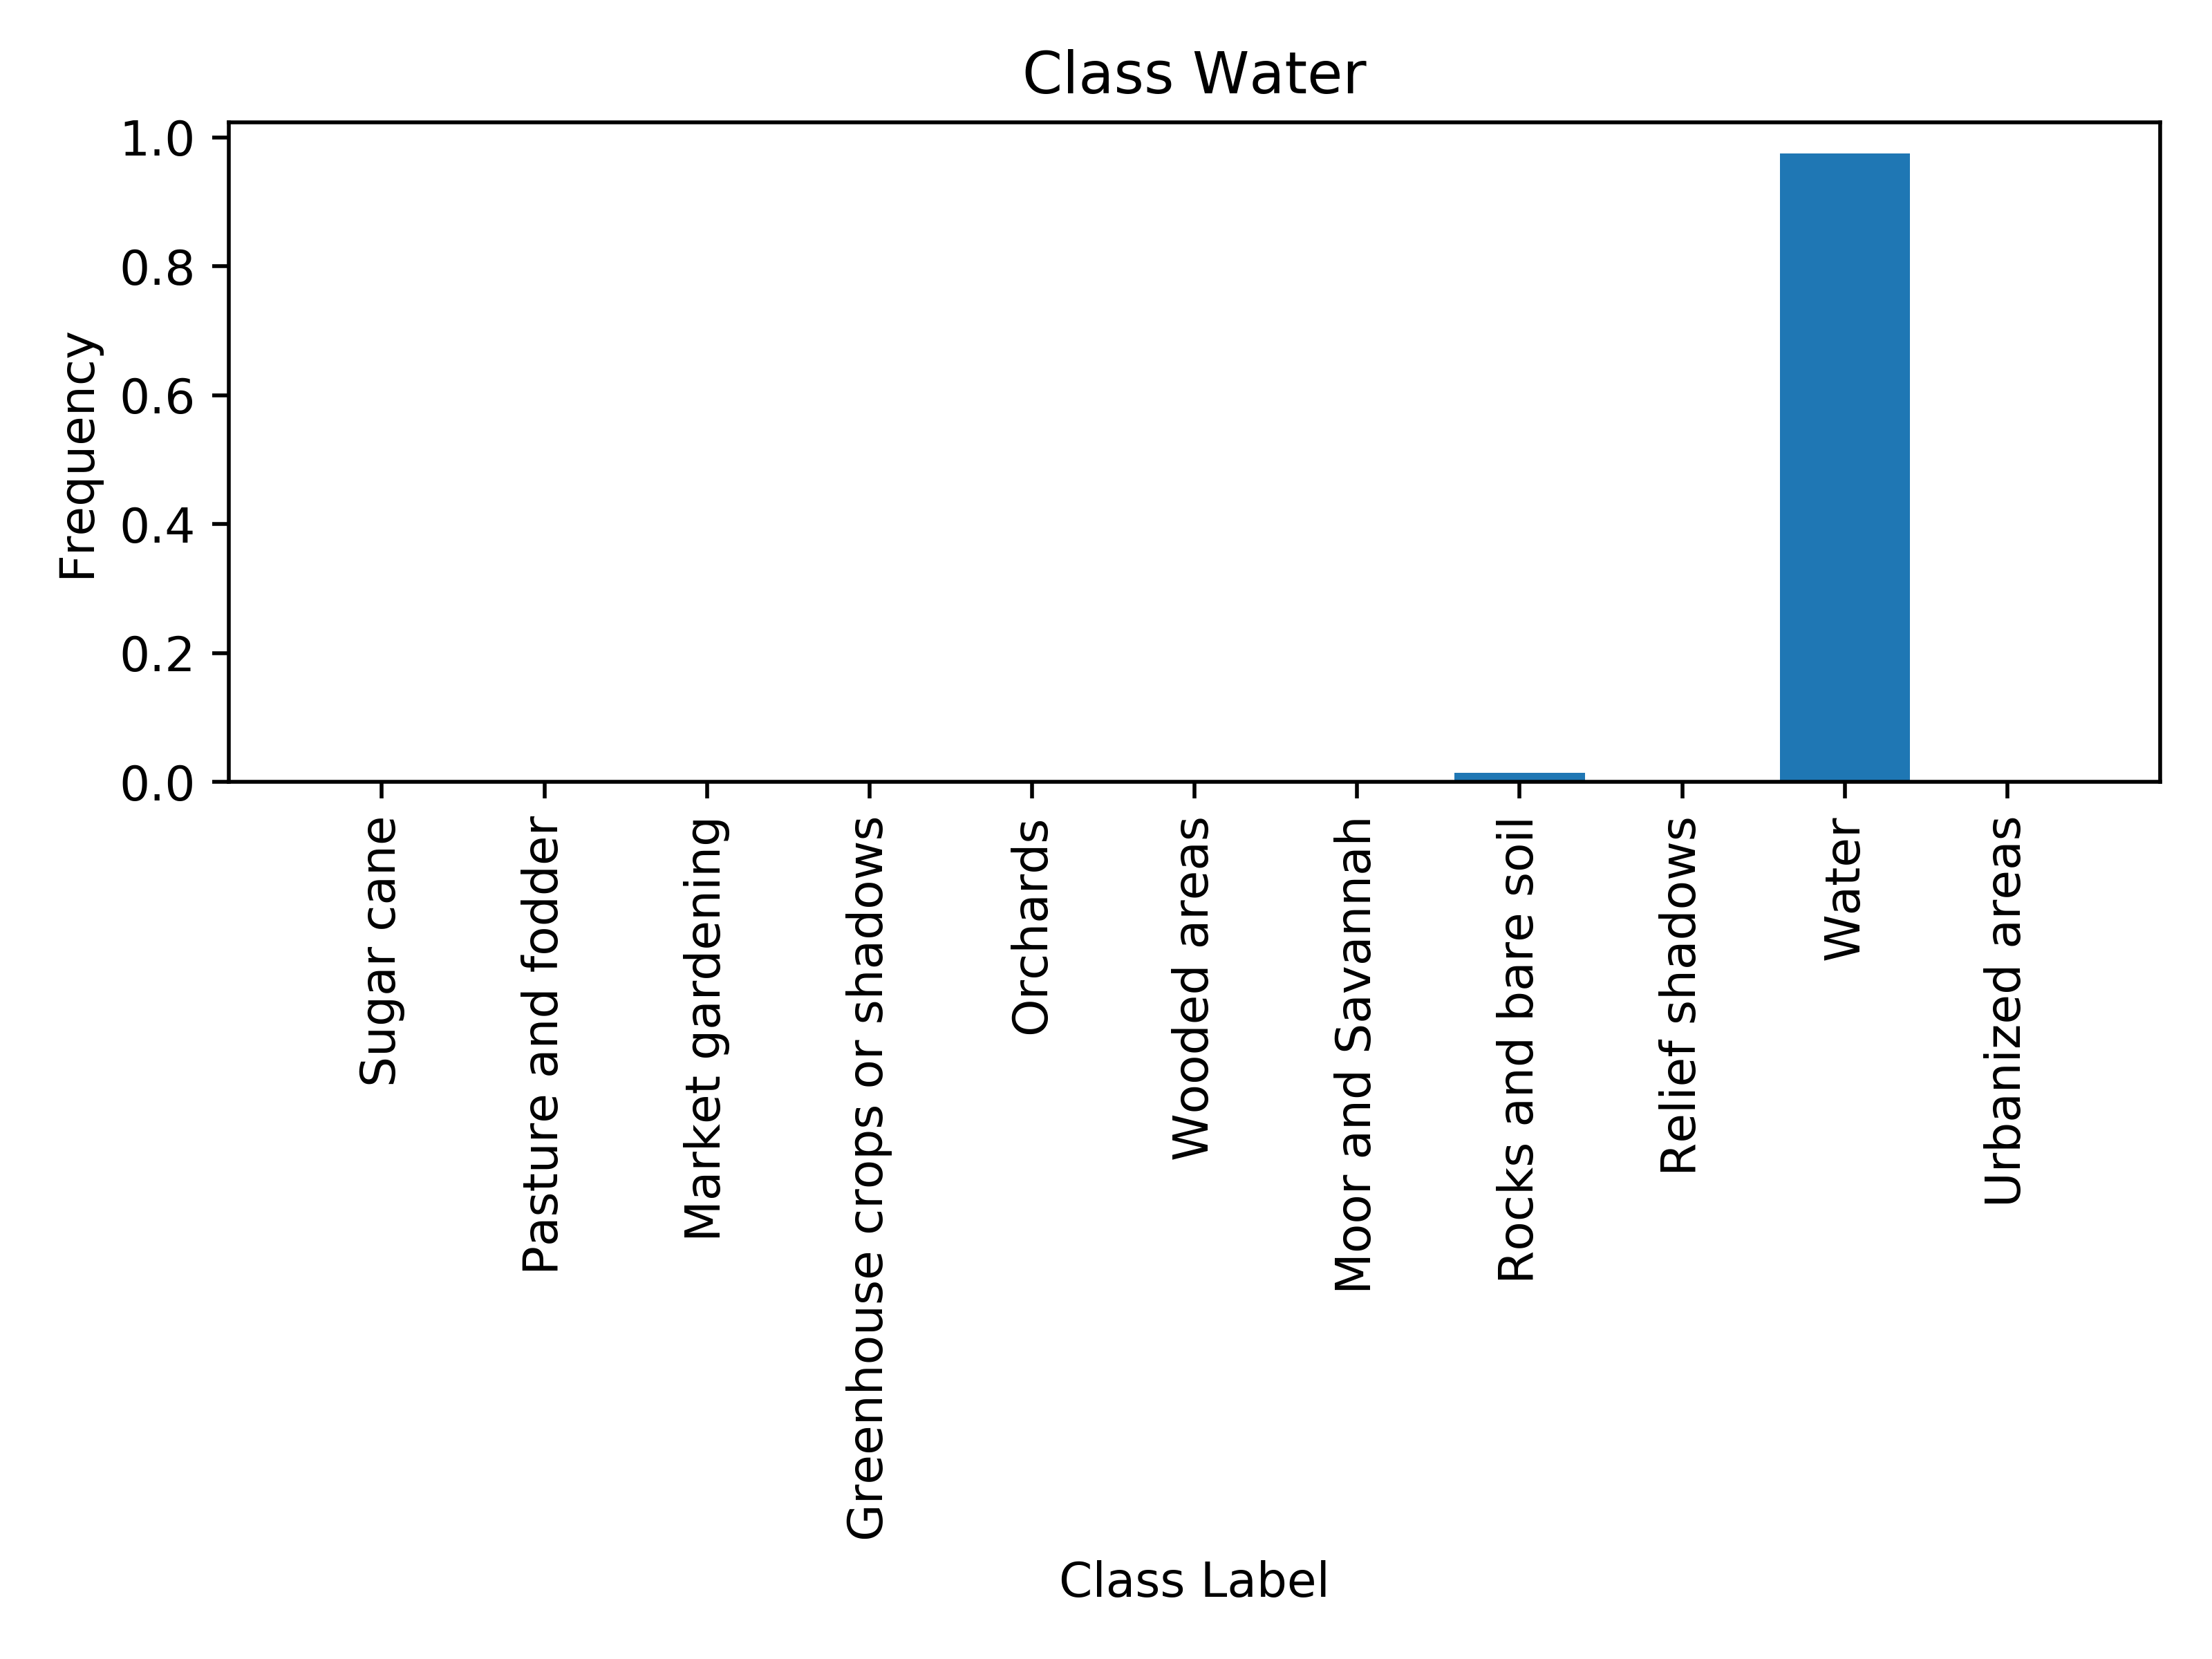 Class Water
1.0
0.8
0.6
0.4
0.2
0.0
Frequency
Sugar cane
Pasture and fodder
Market gardening
Greenhouse crops or shadows
Orchards
Wooded areas
Moor and Savannah
Rocks and bare soil
Relief shadows
Water
Urbanized areas
Class Label